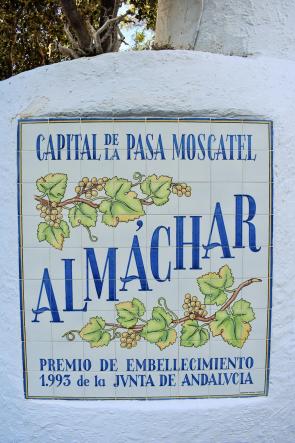 CAPITAL DE LA PASA MOSCATEL
ALMÁCHAR
PREMIO DE EMBELLECIMIENTO
1.993 de la JVNTA DE ANDALVCIA